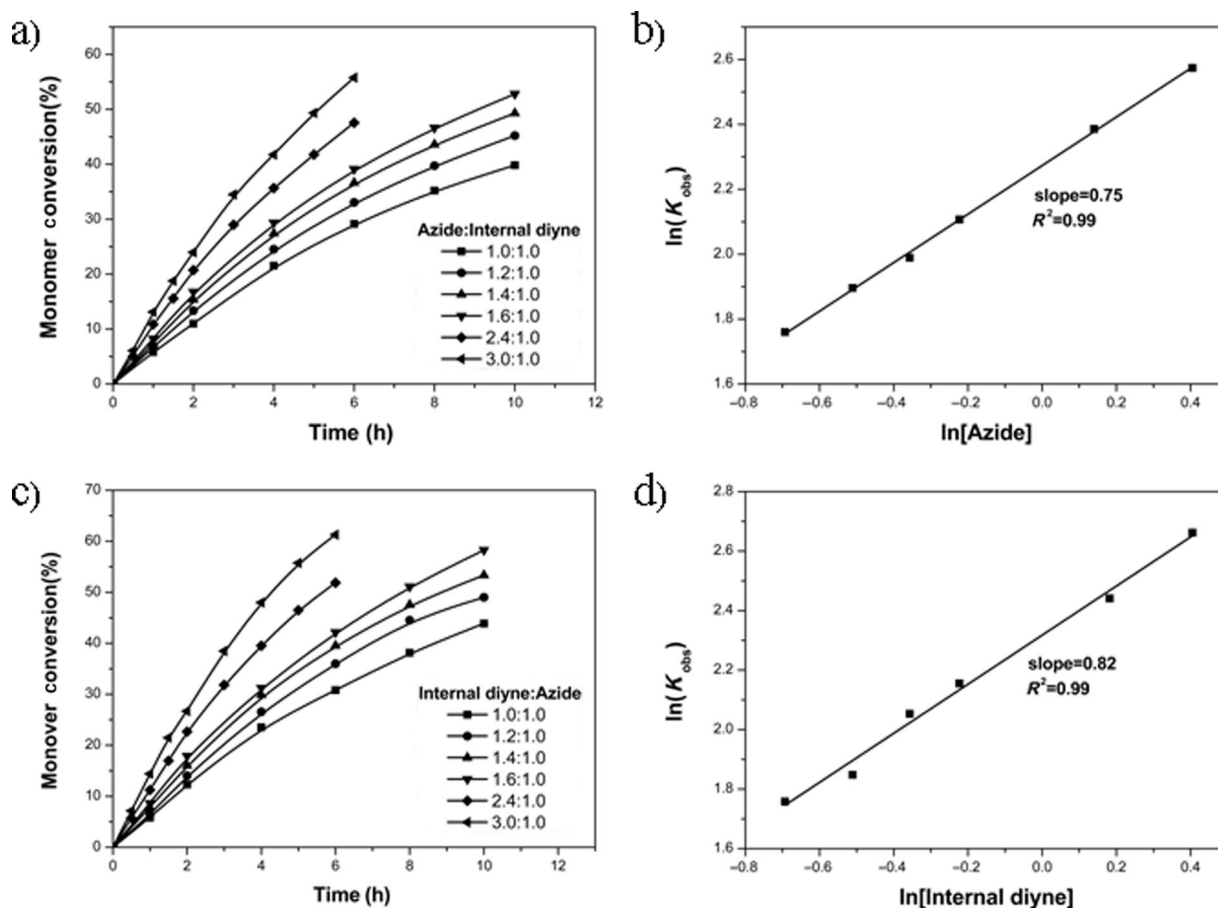 a)
Monomer conversion(%)
60
50
40
30
20
10
0
Azide:Internal diyne
1.0:1.0
1.2:1.0
1.4:1.0
1.6:1.0
2.4:1.0
3.0:1.0
0 2 4 6 8 10 12
Time (h)
b)
ln(Kobs)
2.6
2.4
2.2
2.0
1.8
1.6
slope=0.75
R²=0.99
−0.8 −0.6 −0.4 −0.2 0.0 0.2 0.4
ln[Azide]
c)
Monover conversion(%)
70
60
50
40
30
20
10
0
Internal diyne:Azide
1.0:1.0
1.2:1.0
1.4:1.0
1.6:1.0
2.4:1.0
3.0:1.0
0 2 4 6 8 10 12
Time (h)
d)
ln(Kobs)
2.8
2.6
2.4
2.2
2.0
1.8
1.6
slope=0.82
R²=0.99
−0.8 −0.6 −0.4 −0.2 0.0 0.2 0.4
ln[Internal diyne]